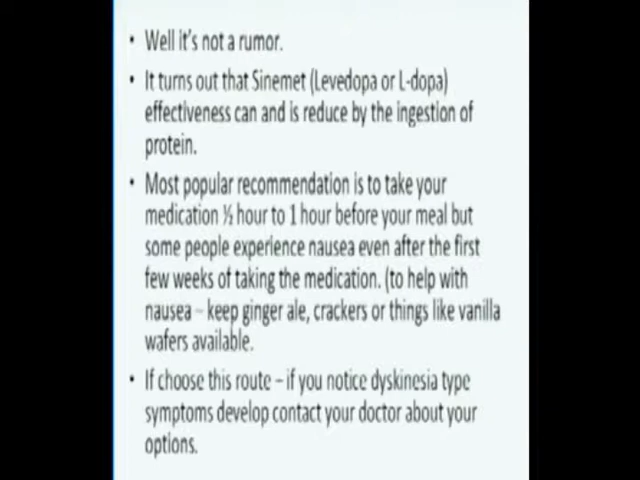 • Well it's not a rumor.
• It turns out that Sinemet (Levedopa or L-dopa)
effectiveness can and is reduce by the ingestion of
protein.
• Most popular recommendation is to take your
medication ½ hour to 1 hour before your meal but
some people experience nausea even after the first
few weeks of taking the medication. (to help with
nausea – keep ginger ale, crackers or things like vanilla
wafers available.
• If choose this route – if you notice dyskinesia type
symptoms develop contact your doctor about your
options.